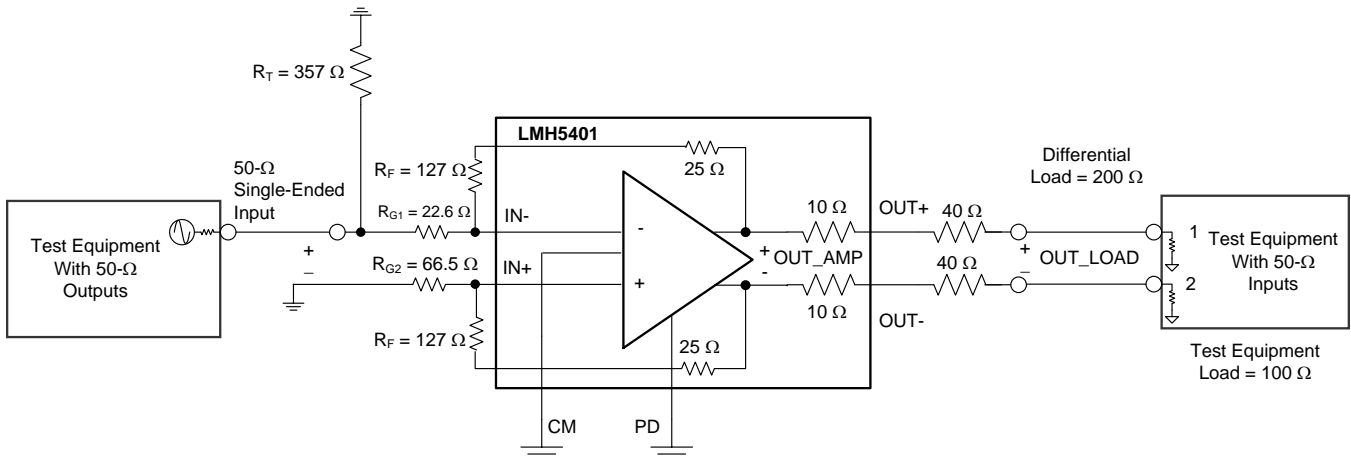 R_T = 357 Ω
LMH5401
50-Ω
Single-Ended
Input
R_F = 127 Ω
25 Ω
Differential
Load = 200 Ω
R_G1 = 22.6 Ω
IN-
-
10 Ω
OUT+
40 Ω
Test Equipment
With 50-Ω
Outputs
+
–
+
-
OUT_AMP
+
–
OUT_LOAD
1
2
Test Equipment
With 50-Ω
Inputs
R_G2 = 66.5 Ω
IN+
+
40 Ω
10 Ω
OUT-
R_F = 127 Ω
25 Ω
Test Equipment
Load = 100 Ω
CM
PD